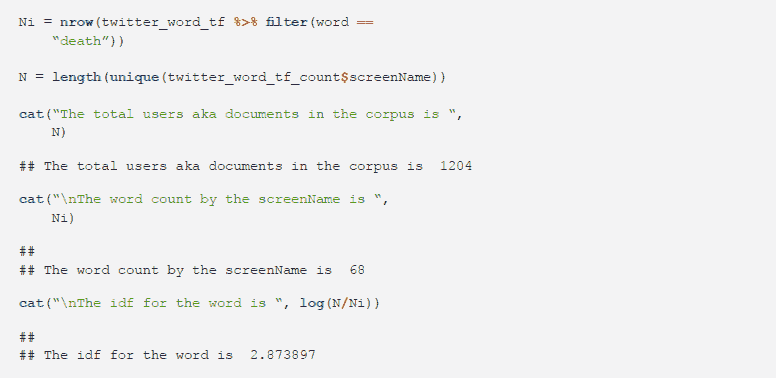 Ni = nrow(twitter_word_tf %>% filter(word ==
"death"))
N = length(unique(twitter_word_tf_count$screenName))
cat("The total users aka documents in the corpus is ",
N)
## The total users aka documents in the corpus is  1204
cat("\nThe word count by the screenName is ",
Ni)
##
## The word count by the screenName is  68
cat("\nThe idf for the word is ", log(N/Ni))
##
## The idf for the word is  2.873897